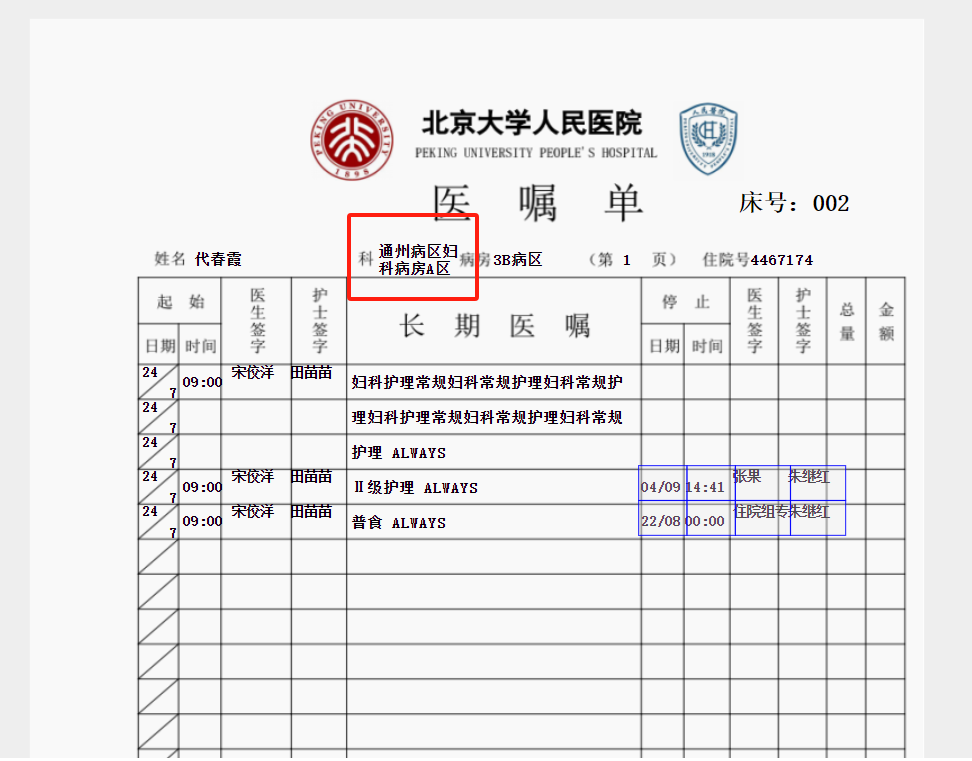 PEKING UNIVERSITY
1898
北京大学人民医院
PEKING UNIVERSITY PEOPLE'S HOSPITAL
人民医院
医 嘱 单
床号：002
姓名 代春霞 科 通州病区妇科病房A区 病房 3B病区 （第 1 页） 住院号4467174
起 始 医生签字 护士签字 长 期 医 嘱 停 止 医生签字 护士签字 总量 金额
日期 时间 日期 时间
24 7 09:00 宋佼洋 田苗苗 妇科护理常规妇科常规护理妇科常规护
24 7 理妇科护理常规妇科常规护理妇科常规
24 7 护理 ALWAYS
24 7 09:00 宋佼洋 田苗苗 Ⅱ级护理 ALWAYS 04/09 14:41 张果 朱继红
24 7 09:00 宋佼洋 田苗苗 普食 ALWAYS 22/08 00:00 住院组专 朱继红